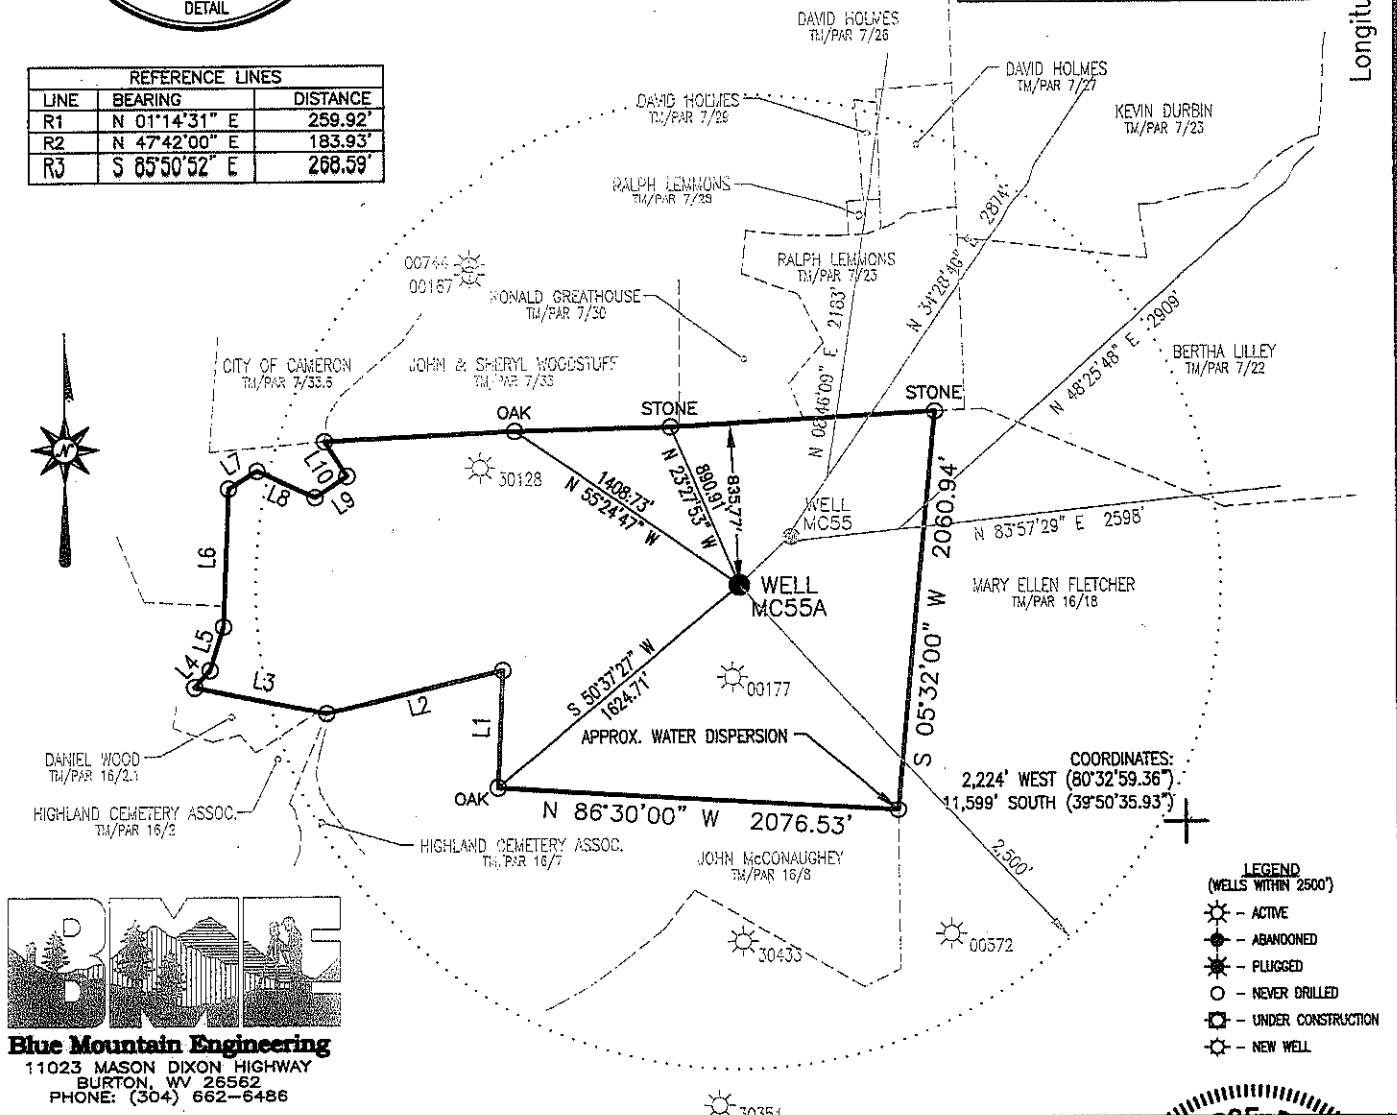 DETAIL
REFERENCE LINES
LINE BEARING DISTANCE
R1 N 01°14'31" E 259.92'
R2 N 47°42'00" E 183.93'
R3 S 85°50'52" E 268.59'
DAVID HOLMES
TM/PAR 7/26
DAVID HOLMES
TM/PAR 7/27
DAVID HOLMES
TM/PAR 7/29
KEVIN DURBIN
TM/PAR 7/23
RALPH LEMMONS
TM/PAR 7/29
RALPH LEMMONS
TM/PAR 7/23
00744
00187
RONALD GREATHOUSE
TM/PAR 7/30
CITY OF CAMERON
TM/PAR 7/33.6
JOHN & SHERYL WOODSTUFF
TM/PAR 7/33
BERTHA LILLEY
TM/PAR 7/22
N 08°46'09" E 2183'
N 34°28'40" E 2874'
N 48°25'48" E 2909'
N
OAK
STONE
STONE
L7
L8
L10
L9
30128
1408.73'
N 55°24'47" W
890.91
N 23°27'53" W
835.77'
WELL
MC55
N 83°57'29" E 2598'
S 05°32'00" W 2060.94'
L6
WELL
MC55A
MARY ELLEN FLETCHER
TM/PAR 16/18
L5
L4
L3
L2
L1
S 50°37'27" W
1624.71'
00177
APPROX. WATER DISPERSION
DANIEL WOOD
TM/PAR 16/2.1
HIGHLAND CEMETERY ASSOC.
TM/PAR 16/2
OAK
N 86°30'00" W 2076.53'
COORDINATES:
2,224' WEST (80°32'59.36")
11,599' SOUTH (39°50'35.93")
HIGHLAND CEMETERY ASSOC.
TM/PAR 16/7
JOHN McCONAUGHEY
TM/PAR 16/8
2,500'
30433
00572
30351
LEGEND
(WELLS WITHIN 2500')
- ACTIVE
- ABANDONED
- PLUGGED
- NEVER DRILLED
- UNDER CONSTRUCTION
- NEW WELL
BME
Blue Mountain Engineering
11023 MASON DIXON HIGHWAY
BURTON, WV 26562
PHONE: (304) 662-6486